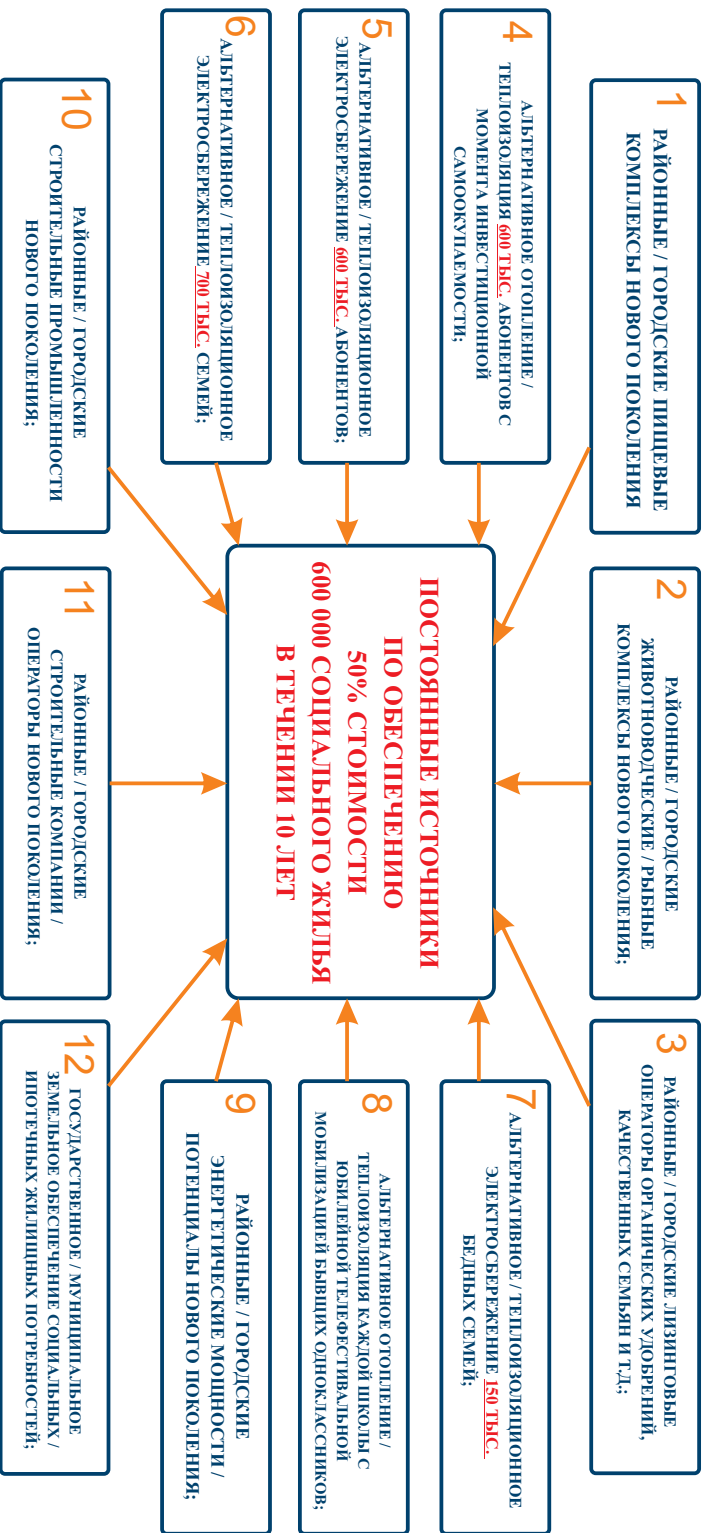 1
РАЙОННЫЕ / ГОРОДСКИЕ ПИЩЕВЫЕ
КОМПЛЕКСЫ НОВОГО ПОКОЛЕНИЯ
2
РАЙОННЫЕ / ГОРОДСКИЕ
ЖИВОТНОВОДЧЕСКИЕ / РЫБНЫЕ
КОМПЛЕКСЫ НОВОГО ПОКОЛЕНИЯ;
3
РАЙОННЫЕ / ГОРОДСКИЕ ЛИЗИНГОВЫЕ
ОПЕРАТОРЫ ОРГАНИЧЕСКИХ УДОБРЕНИЙ,
КАЧЕСТВЕННЫХ СЕМЬЯН И Т.Д.;
4
АЛЬТЕРНАТИВНОЕ ОТОПЛЕНИЕ /
ТЕПЛОИЗОЛЯЦИЯ 600 ТЫС. АБОНЕНТОВ С
МОМЕНТА ИНВЕСТИЦИОННОЙ
САМООКУПАЕМОСТИ;
5
АЛЬТЕРНАТИВНОЕ / ТЕПЛОИЗОЛЯЦИОННОЕ
ЭЛЕКТРОСБЕРЕЖЕНИЕ 600 ТЫС. АБОНЕНТОВ;
6
АЛЬТЕРНАТИВНОЕ / ТЕПЛОИЗОЛЯЦИОННОЕ
ЭЛЕКТРОСБЕРЕЖЕНИЕ 700 ТЫС. СЕМЕЙ;
ПОСТОЯННЫЕ ИСТОЧНИКИ
ПО ОБЕСПЕЧЕНИЮ
50% СТОИМОСТИ
600 000 СОЦИАЛЬНОГО ЖИЛЬЯ
В ТЕЧЕНИИ 10 ЛЕТ
7
АЛЬТЕРНАТИВНОЕ / ТЕПЛОИЗОЛЯЦИОННОЕ
ЭЛЕКТРОСБЕРЕЖЕНИЕ 150 ТЫС.
БЕДНЫХ СЕМЕЙ;
8
АЛЬТЕРНАТИВНОЕ ОТОПЛЕНИЕ /
ТЕПЛОИЗОЛЯЦИЯ КАЖДОЙ ШКОЛЫ С
ЮБИЛЕЙНОЙ ТЕЛЕФЕСТИВАЛЬНОЙ
МОБИЛИЗАЦИЕЙ БЫВЩИХ ОДНОКЛАССНИКОВ;
9
РАЙОННЫЕ / ГОРОДСКИЕ
ЭНЕРГЕТИЧЕСКИЕ МОЩНОСТИ /
ПОТЕНЦИАЛЫ НОВОГО ПОКОЛЕНИЯ;
10
РАЙОННЫЕ / ГОРОДСКИЕ
СТРОИТЕЛЬНЫЕ ПРОМЫШЛЕННОСТИ
НОВОГО ПОКОЛЕНИЯ;
11
РАЙОННЫЕ / ГОРОДСКИЕ
СТРОИТЕЛЬНЫЕ КОМПАНИИ /
ОПЕРАТОРЫ НОВОГО ПОКОЛЕНИЯ;
12
ГОСУДАРСТВЕННОЕ / МУНИЦИПАЛЬНОЕ
ЗЕМЕЛЬНОЕ ОБЕСПЕЧЕНИЕ СОЦИАЛЬНЫХ /
ИПОТЕЧНЫХ ЖИЛИЩНЫХ ПОТРЕБНОСТЕЙ;